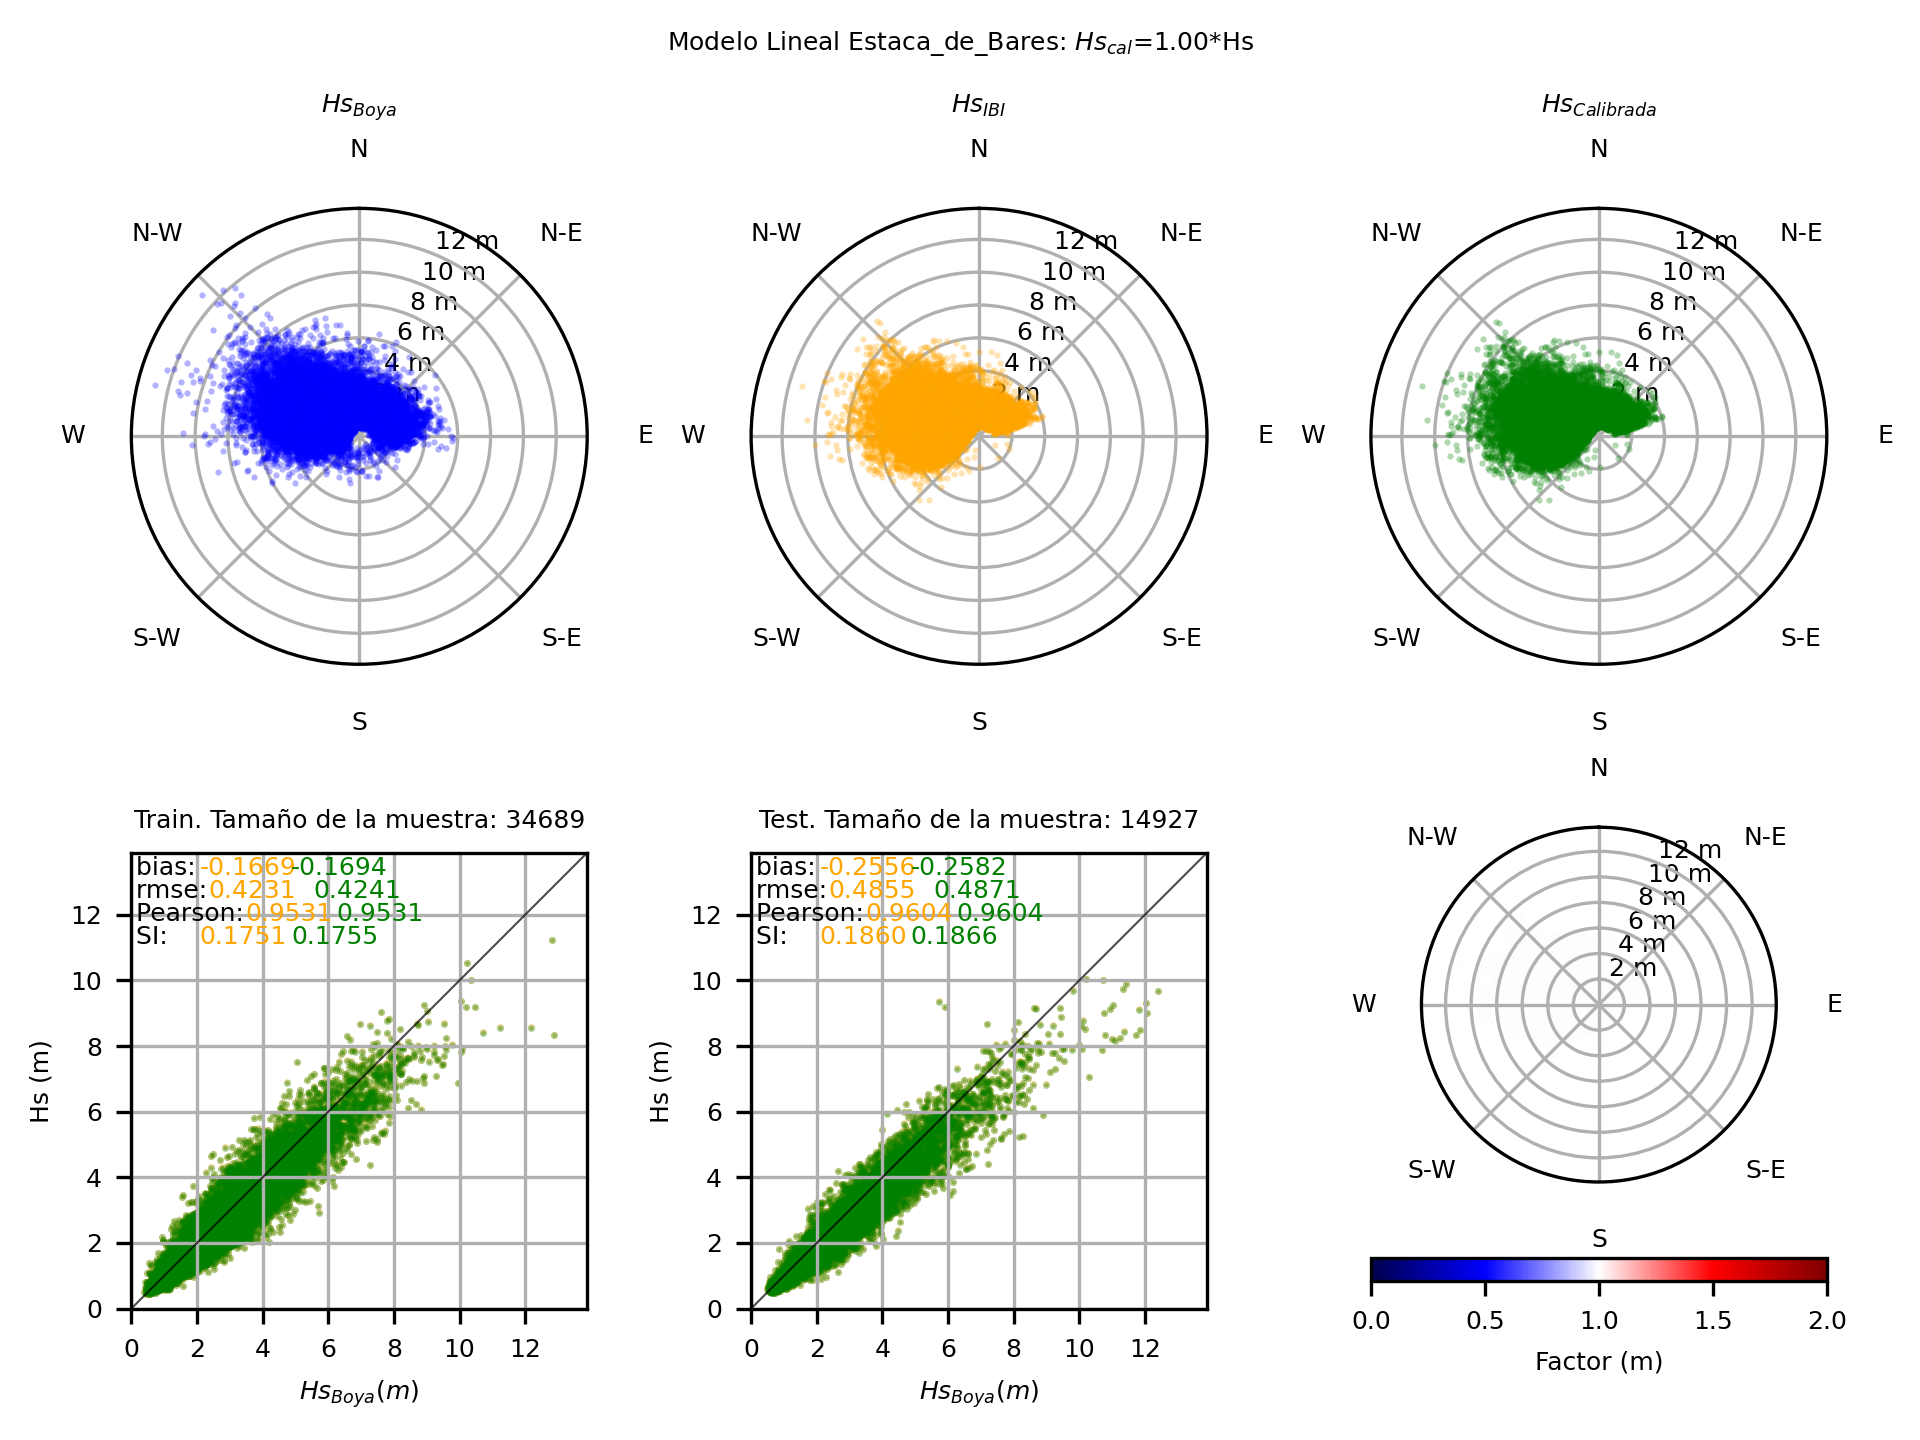 Modelo Lineal Estaca_de_Bares: Hs_cal=1.00*Hs
Hs_Boya
N
N-W
N-E
12 m
10 m
8 m
6 m
4 m
m
W
E
S-W
S-E
S
Hs_IBI
N
N-W
N-E
12 m
10 m
8 m
6 m
4 m
2 m
W
E
S-W
S-E
S
Hs_Calibrada
N
N-W
N-E
12 m
10 m
8 m
6 m
4 m
2 m
W
E
S-W
S-E
S
Train. Tamaño de la muestra: 34689
bias: -0.1669 -0.1694
rmse: 0.4231 0.4241
Pearson: 0.9531 0.9531
SI: 0.1751 0.1755
Hs (m)
12
10
8
6
4
2
0
0 2 4 6 8 10 12
Hs_Boya(m)
Test. Tamaño de la muestra: 14927
bias: -0.2556 -0.2582
rmse: 0.4855 0.4871
Pearson: 0.9604 0.9604
SI: 0.1860 0.1866
Hs (m)
12
10
8
6
4
2
0
0 2 4 6 8 10 12
Hs_Boya(m)
N
N-W
N-E
12 m
10 m
8 m
6 m
4 m
2 m
W
E
S-W
S-E
S
0.0 0.5 1.0 1.5 2.0
Factor (m)